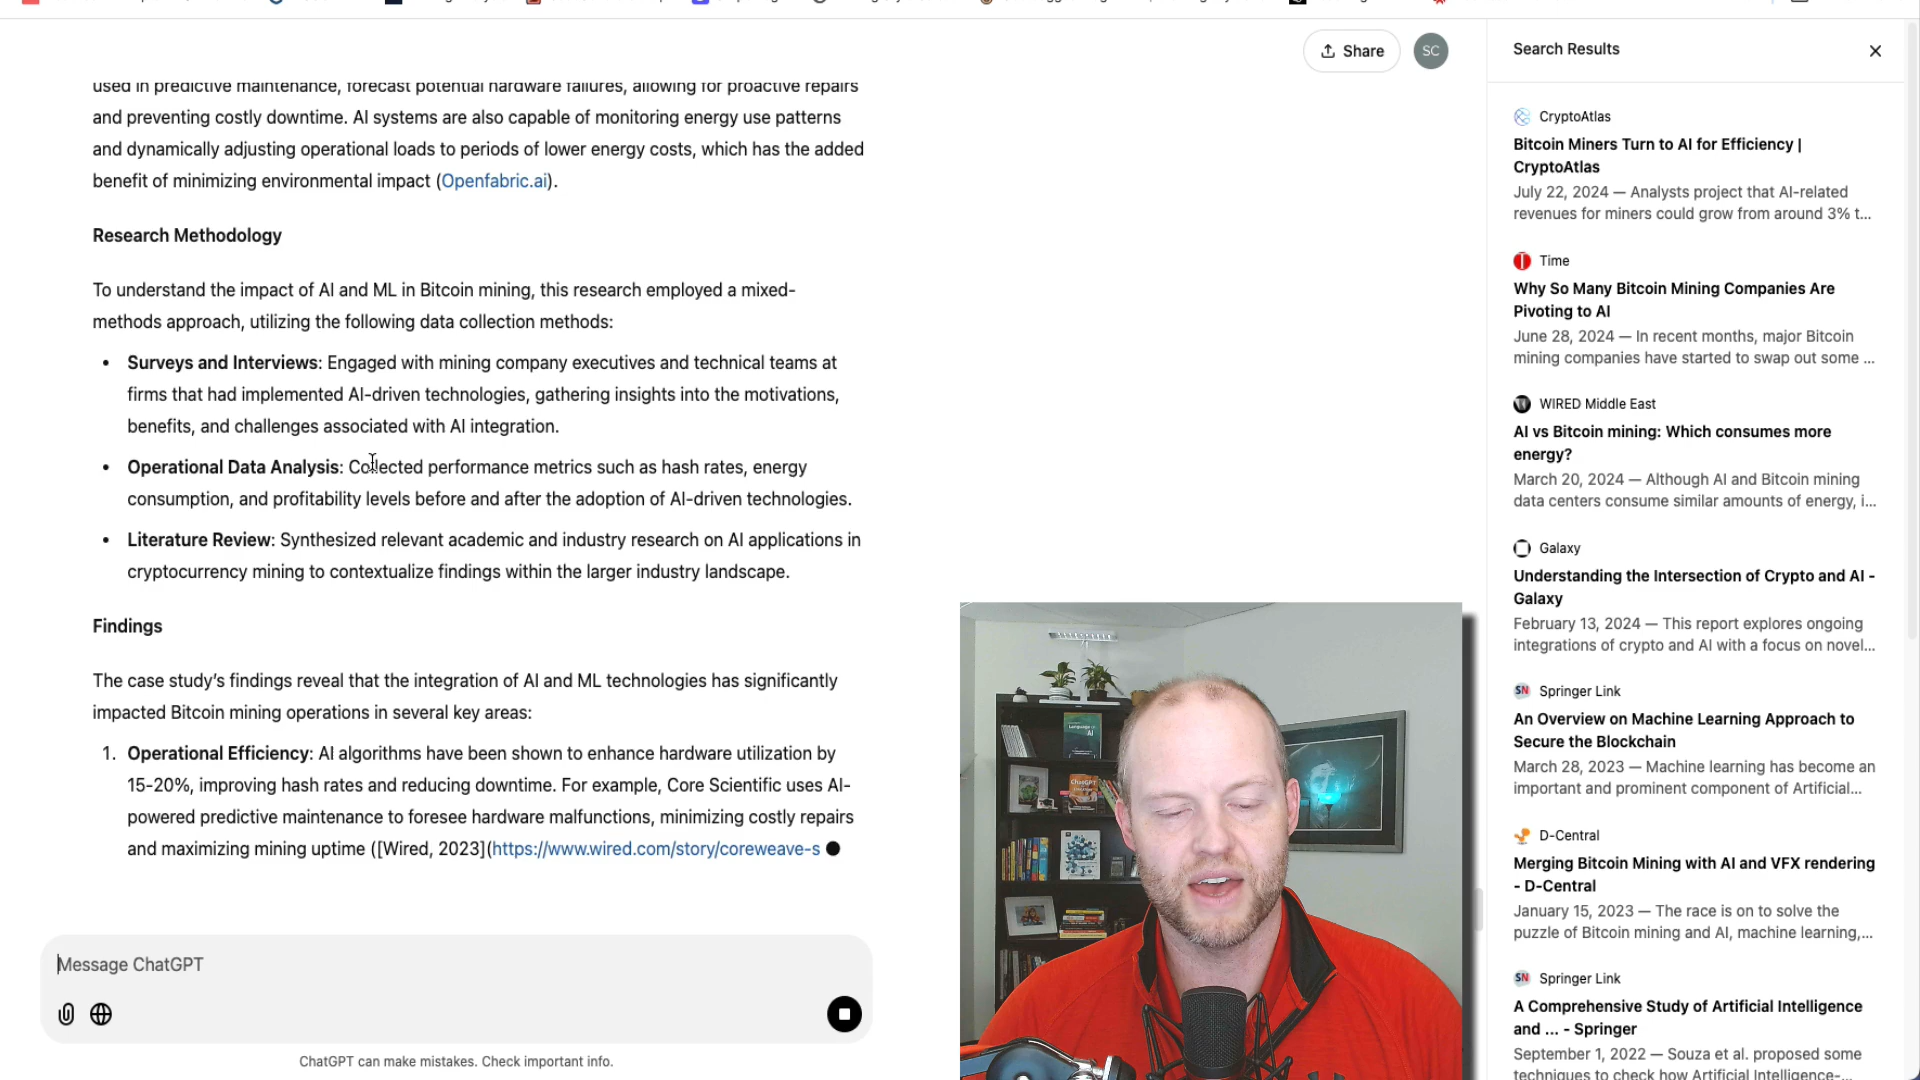 Share
SC
used in predictive maintenance, forecast potential hardware failures, allowing for proactive repairs
and preventing costly downtime. AI systems are also capable of monitoring energy use patterns
and dynamically adjusting operational loads to periods of lower energy costs, which has the added
benefit of minimizing environmental impact (Openfabric.ai).
Research Methodology
To understand the impact of AI and ML in Bitcoin mining, this research employed a mixed-
methods approach, utilizing the following data collection methods:
• Surveys and Interviews: Engaged with mining company executives and technical teams at
firms that had implemented AI-driven technologies, gathering insights into the motivations,
benefits, and challenges associated with AI integration.
• Operational Data Analysis: Collected performance metrics such as hash rates, energy
consumption, and profitability levels before and after the adoption of AI-driven technologies.
• Literature Review: Synthesized relevant academic and industry research on AI applications in
cryptocurrency mining to contextualize findings within the larger industry landscape.
Findings
The case study's findings reveal that the integration of AI and ML technologies has significantly
impacted Bitcoin mining operations in several key areas:
1. Operational Efficiency: AI algorithms have been shown to enhance hardware utilization by
15-20%, improving hash rates and reducing downtime. For example, Core Scientific uses AI-
powered predictive maintenance to foresee hardware malfunctions, minimizing costly repairs
and maximizing mining uptime ([Wired, 2023](https://www.wired.com/story/coreweave-s
Message ChatGPT
ChatGPT can make mistakes. Check important info.
Search Results
CryptoAtlas
Bitcoin Miners Turn to AI for Efficiency |
CryptoAtlas
July 22, 2024 — Analysts project that AI-related
revenues for miners could grow from around 3% t...
Time
Why So Many Bitcoin Mining Companies Are
Pivoting to AI
June 28, 2024 — In recent months, major Bitcoin
mining companies have started to swap out some ...
WIRED Middle East
AI vs Bitcoin mining: Which consumes more
energy?
March 20, 2024 — Although AI and Bitcoin mining
data centers consume similar amounts of energy, i...
Galaxy
Understanding the Intersection of Crypto and AI -
Galaxy
February 13, 2024 — This report explores ongoing
integrations of crypto and AI with a focus on novel...
SN Springer Link
An Overview on Machine Learning Approach to
Secure the Blockchain
March 28, 2023 — Machine learning has become an
important and prominent component of Artificial...
D-Central
Merging Bitcoin Mining with AI and VFX rendering
- D-Central
January 15, 2023 — The race is on to solve the
puzzle of Bitcoin mining and AI, machine learning,...
SN Springer Link
A Comprehensive Study of Artificial Intelligence
and ... - Springer
September 1, 2022 — Souza et al. proposed some
techniques to check how Artificial Intelligence-...